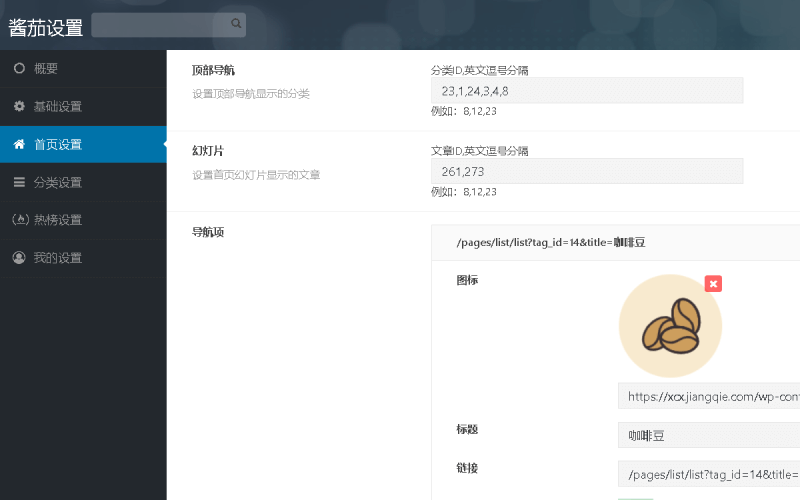 酱茄设置
概要
基础设置
首页设置
分类设置
热榜设置
我的设置
顶部导航
设置顶部导航显示的分类
分类ID,英文逗号分隔
23,1,24,3,4,8
例如：8,12,23
幻灯片
设置首页幻灯片显示的文章
文章ID,英文逗号分隔
261,273
例如：8,12,23
导航项
/pages/list/list?tag_id=14&title=咖啡豆
图标
https://xcx.jiangqie.com/wp-cont
标题
咖啡豆
链接
/pages/list/list?tag_id=14&title=